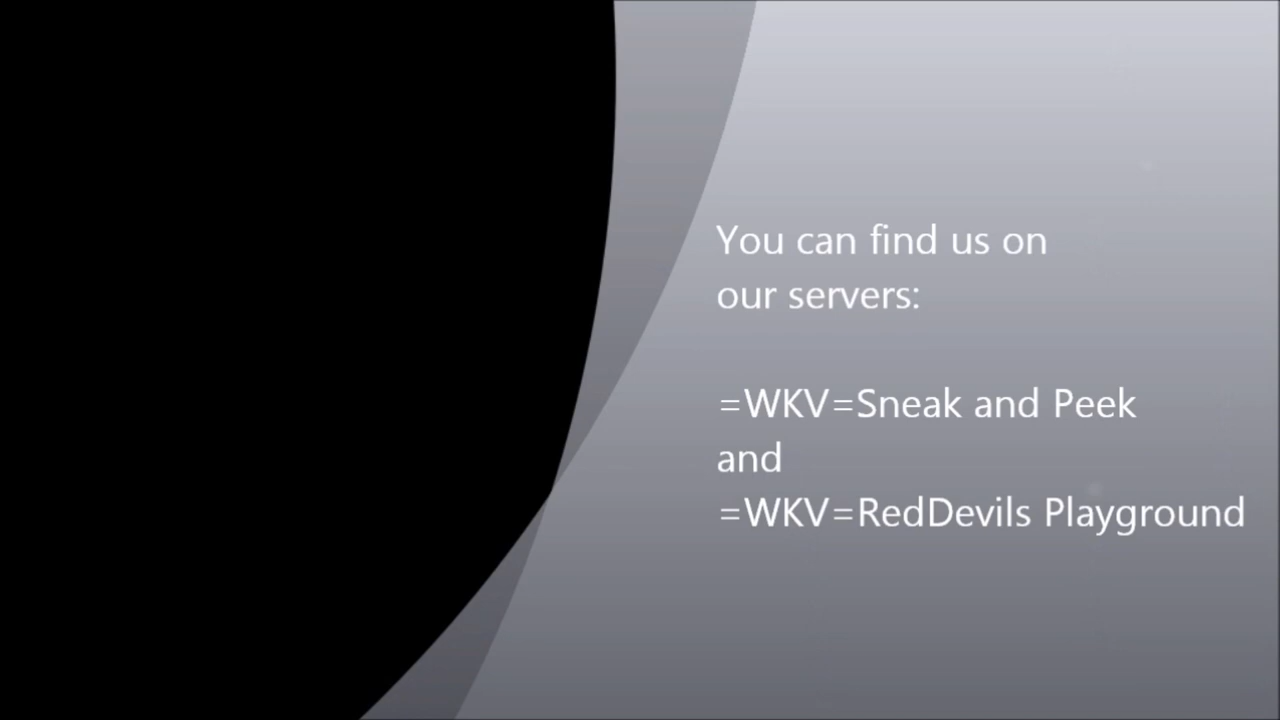 You can find us on
our servers:
=WKV=Sneak and Peek
and
=WKV=RedDevils Playground